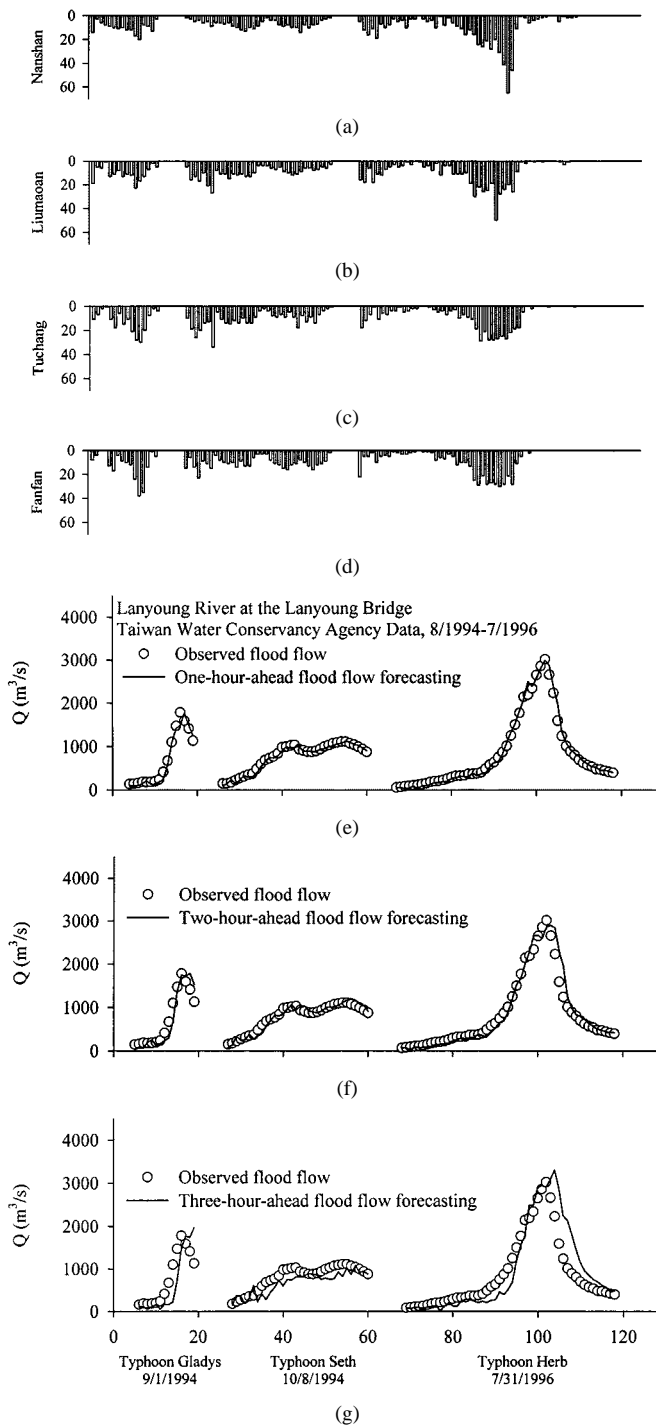 0
20
40
60
Nanshan
(a)
0
20
40
60
Liumaoan
(b)
0
20
40
60
Tuchang
(c)
0
20
40
60
Fanfan
(d)
4000
3000
2000
1000
0
Q (m³/s)
Lanyoung River at the Lanyoung Bridge
Taiwan Water Conservancy Agency Data, 8/1994-7/1996
Observed flood flow
One-hour-ahead flood flow forecasting
(e)
4000
3000
2000
1000
0
Q (m³/s)
Observed flood flow
Two-hour-ahead flood flow forecasting
(f)
4000
3000
2000
1000
0
Q (m³/s)
Observed flood flow
Three-hour-ahead flood flow forecasting
0 20 40 60 80 100 120
Typhoon Gladys Typhoon Seth Typhoon Herb
9/1/1994 10/8/1994 7/31/1996
(g)